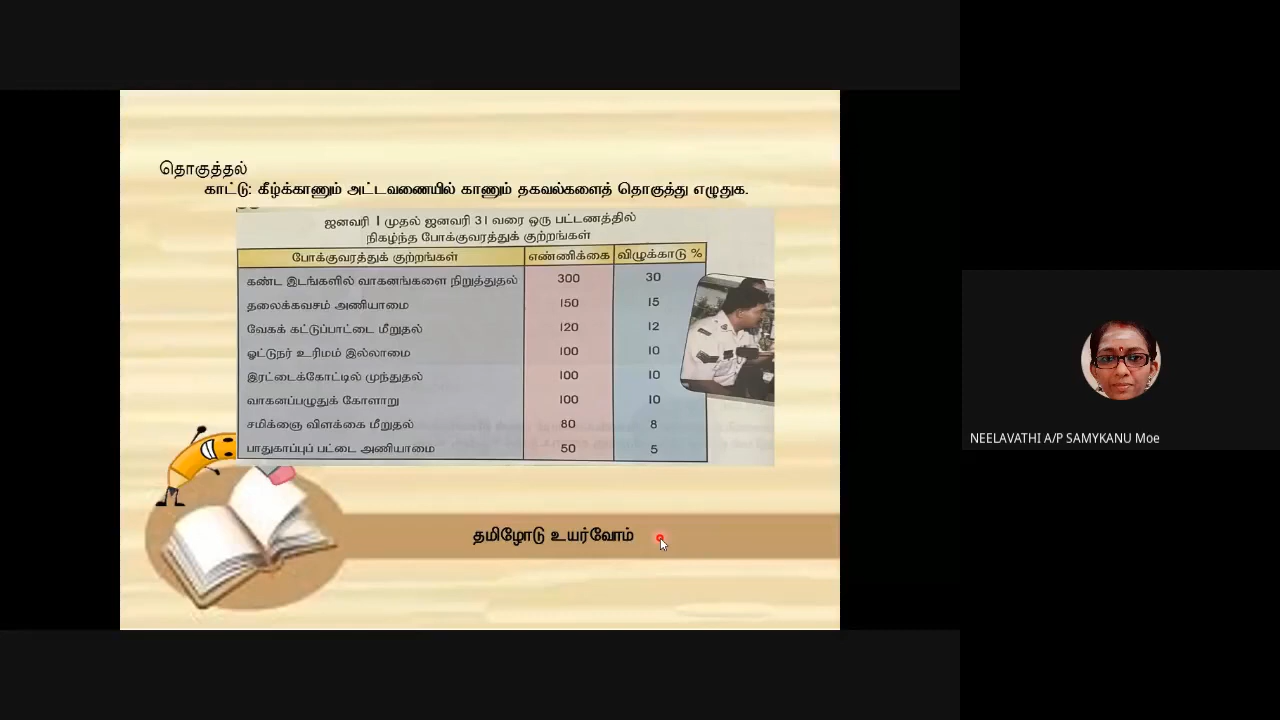 தொகுத்தல்
காட்டு: கீழ்க்காணும் அட்டவணையில் காணும் தகவல்களைத் தொகுத்து எழுதுக.
ஜனவரி 1 முதல் ஜனவரி 31 வரை ஒரு பட்டணத்தில்
நிகழ்ந்த போக்குவரத்துக் குற்றங்கள்
போக்குவரத்துக் குற்றங்கள் எண்ணிக்கை விழுக்காடு %
கண்ட இடங்களில் வாகனங்களை நிறுத்துதல் 300 30
தலைக்கவசம் அணியாமை 150 15
வேகக் கட்டுப்பாட்டை மீறுதல் 120 12
ஓட்டுநர் உரிமம் இல்லாமை 100 10
இரட்டைக்கோட்டில் முந்துதல் 100 10
வாகனப்பழுதுக் கோளாறு 100 10
சமிக்ஞை விளக்கை மீறுதல் 80 8
பாதுகாப்புப் பட்டை அணியாமை 50 5
தமிழோடு உயர்வோம்
NEELAVATHI A/P SAMYKANU Moe